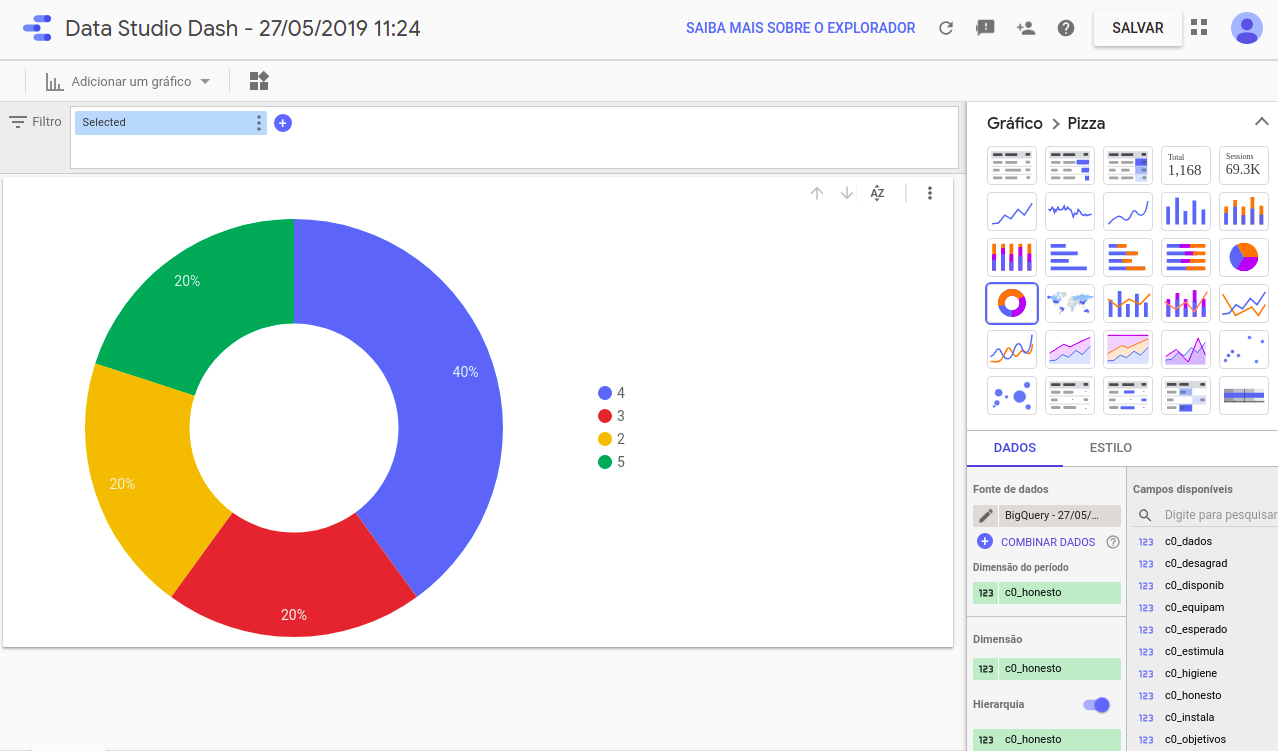 Data Studio Dash - 27/05/2019 11:24
SAIBA MAIS SOBRE O EXPLORADOR
SALVAR
Adicionar um gráfico
Filtro
Selected
AZ
20%
40%
20%
20%
4
3
2
5
Gráfico > Pizza
Total
1,168
Sessions
69.3K
DADOS
ESTILO
Fonte de dados
BigQuery - 27/05/...
COMBINAR DADOS
Dimensão do período
123 c0_honesto
Dimensão
123 c0_honesto
Hierarquia
123 c0_honesto
Campos disponíveis
Digite para pesquisar
123 c0_dados
123 c0_desagrad
123 c0_disponib
123 c0_equipam
123 c0_esperado
123 c0_estimula
123 c0_higiene
123 c0_honesto
123 c0_instala
123 c0_objetivos